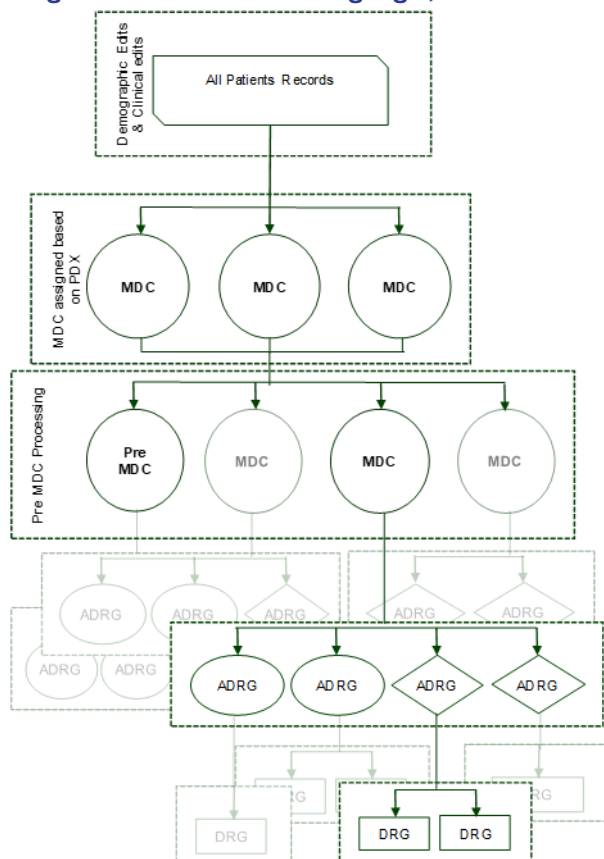 Demographic Edits
& Clinical edits
All Patients Records
MDC assigned based
on PDX
MDC
MDC
MDC
Pre MDC Processing
Pre
MDC
MDC
MDC
MDC
ADRG
ADRG
ADRG
ADRG
ADRG
ADRG
ADRG
ADRG
ADRG
ADRG
ADRG
DRG
DRG
DRG